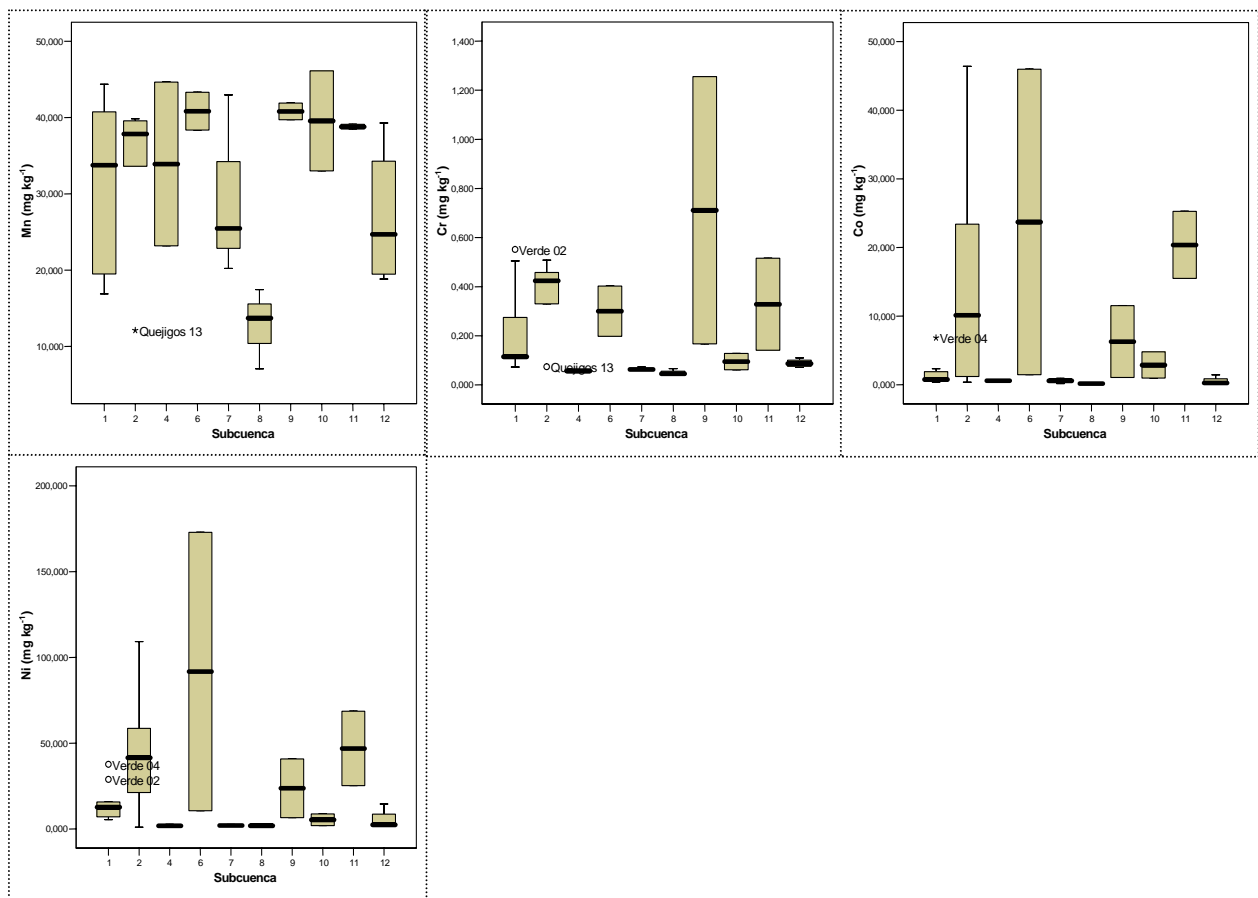 50,000
40,000
30,000
20,000
10,000
Mn (mg kg-1)
1 2 4 6 7 8 9 10 11 12
Subcuenca
Quejigos 13
1,400
1,200
1,000
0,800
0,600
0,400
0,200
0,000
Cr (mg kg-1)
1 2 4 6 7 8 9 10 11 12
Subcuenca
Verde 02
Quejigos 13
50,000
40,000
30,000
20,000
10,000
0,000
Co (mg kg-1)
1 2 4 6 7 8 9 10 11 12
Subcuenca
Verde 04
200,000
150,000
100,000
50,000
0,000
Ni (mg kg-1)
1 2 4 6 7 8 9 10 11 12
Subcuenca
Verde 04
Verde 02